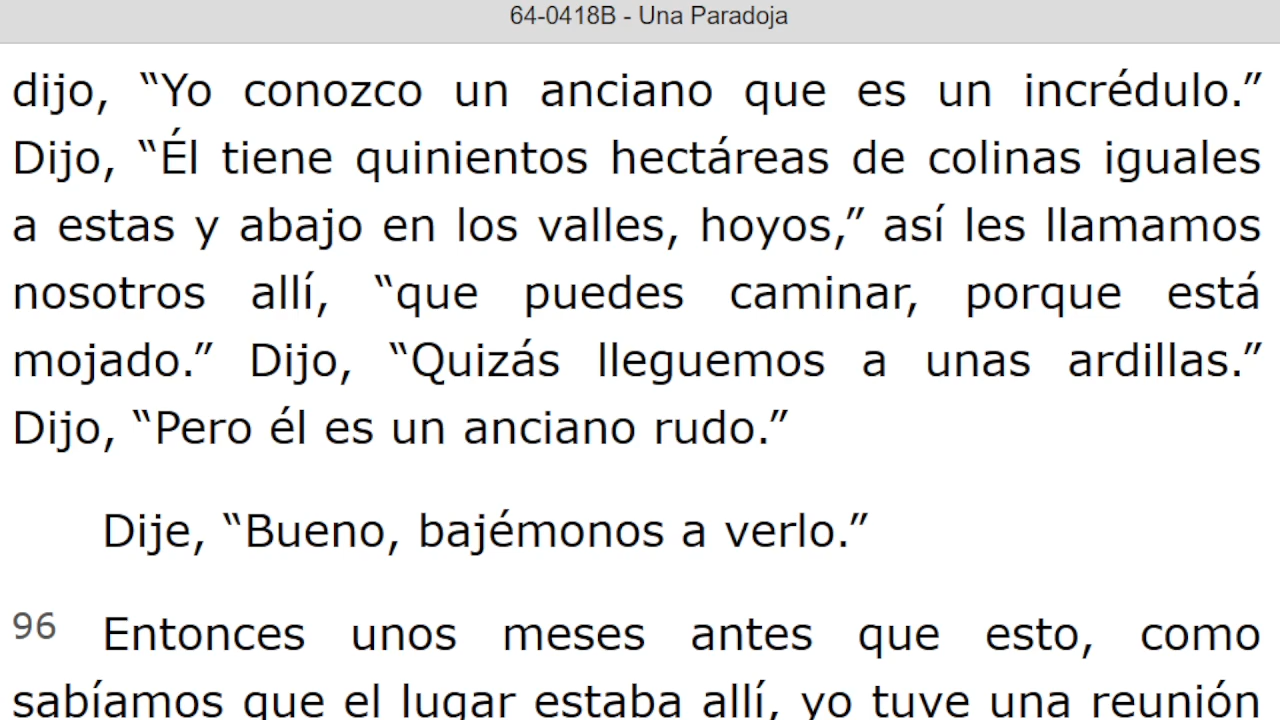 64-0418B - Una Paradoja
dijo, “Yo conozco un anciano que es un incrédulo.”
Dijo, “Él tiene quinientos hectáreas de colinas iguales
a estas y abajo en los valles, hoyos,” así les llamamos
nosotros allí, “que puedes caminar, porque está
mojado.” Dijo, “Quizás lleguemos a unas ardillas.”
Dijo, “Pero él es un anciano rudo.”
Dije, “Bueno, bajémonos a verlo.”
96 Entonces unos meses antes que esto, como
sabíamos que el lugar estaba allí, yo tuve una reunión